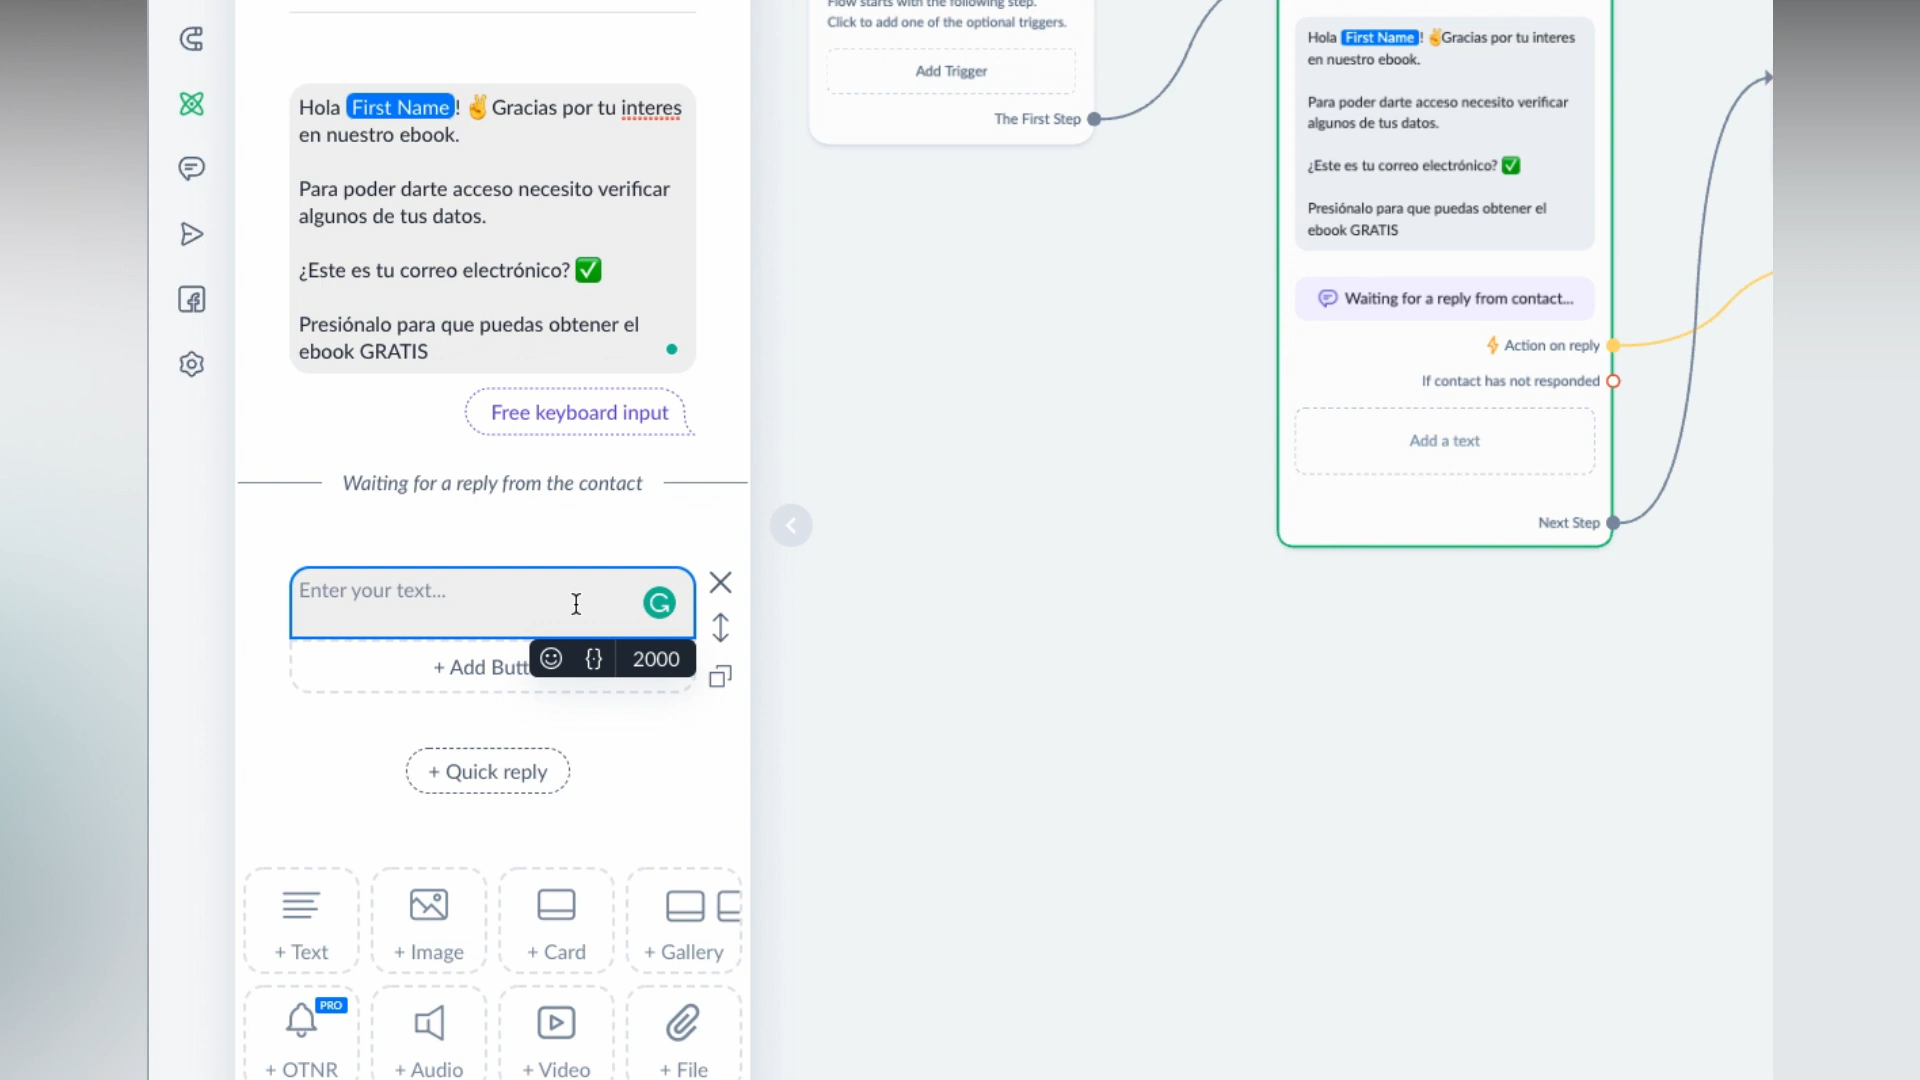 Hola First Name! ✌Gracias por tu interes
en nuestro ebook.
Para poder darte acceso necesito verificar
algunos de tus datos.
¿Este es tu correo electrónico? ✅
Presiónalo para que puedas obtener el
ebook GRATIS
Free keyboard input
Waiting for a reply from the contact
Enter your text...
+ Add Butt
2000
+ Quick reply
+ Text
+ Image
+ Card
+ Gallery
PRO
+ OTNR
+ Audio
+ Video
+ File
Flow starts with the following step.
Click to add one of the optional triggers.
Add Trigger
The First Step
Hola First Name! ✌Gracias por tu interes
en nuestro ebook.
Para poder darte acceso necesito verificar
algunos de tus datos.
¿Este es tu correo electrónico? ✅
Presiónalo para que puedas obtener el
ebook GRATIS
Waiting for a reply from contact...
Action on reply
If contact has not responded
Add a text
Next Step